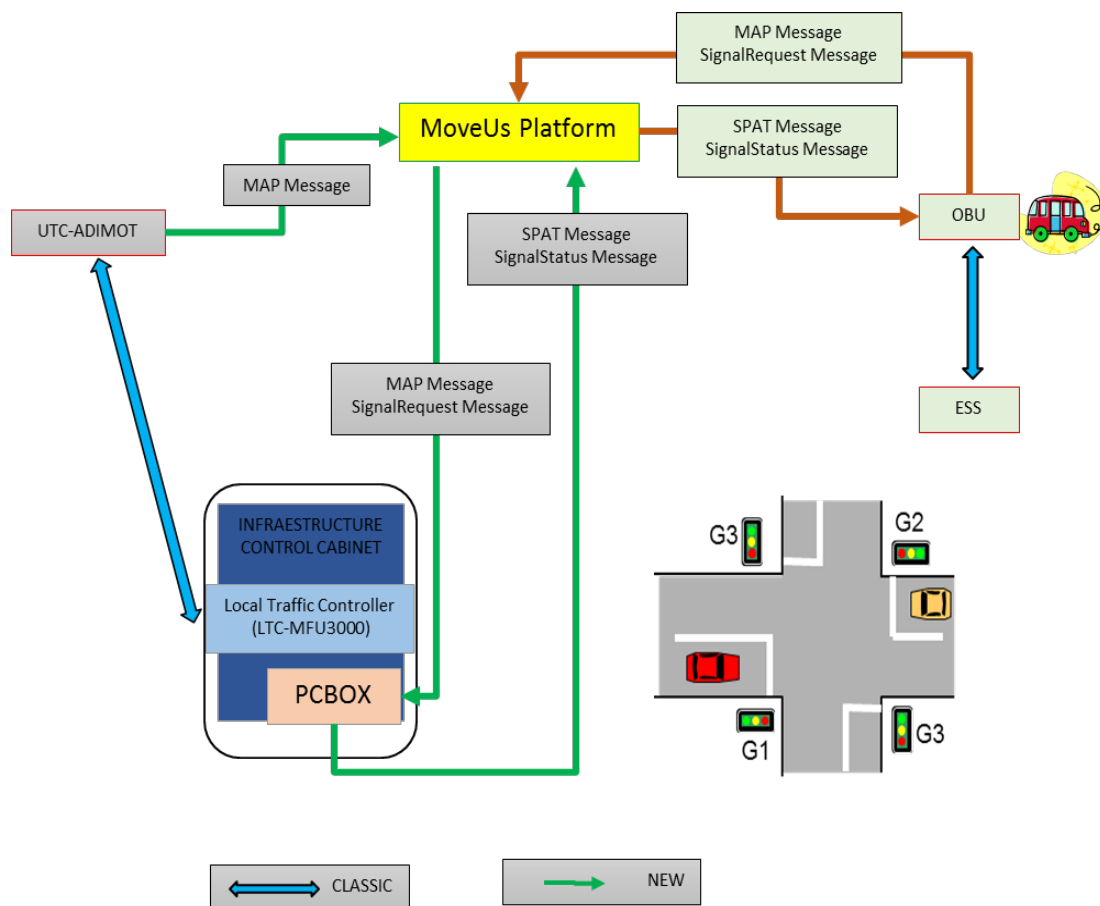 MAP Message
SignalRequest Message
MoveUs Platform
SPAT Message
SignalStatus Message
MAP Message
UTC-ADIMOT
OBU
SPAT Message
SignalStatus Message
MAP Message
SignalRequest Message
ESS
INFRAESTRUCTURE
CONTROL CABINET
Local Traffic Controller
(LTC-MFU3000)
PCBOX
G3
G2
G1
G3
CLASSIC
NEW